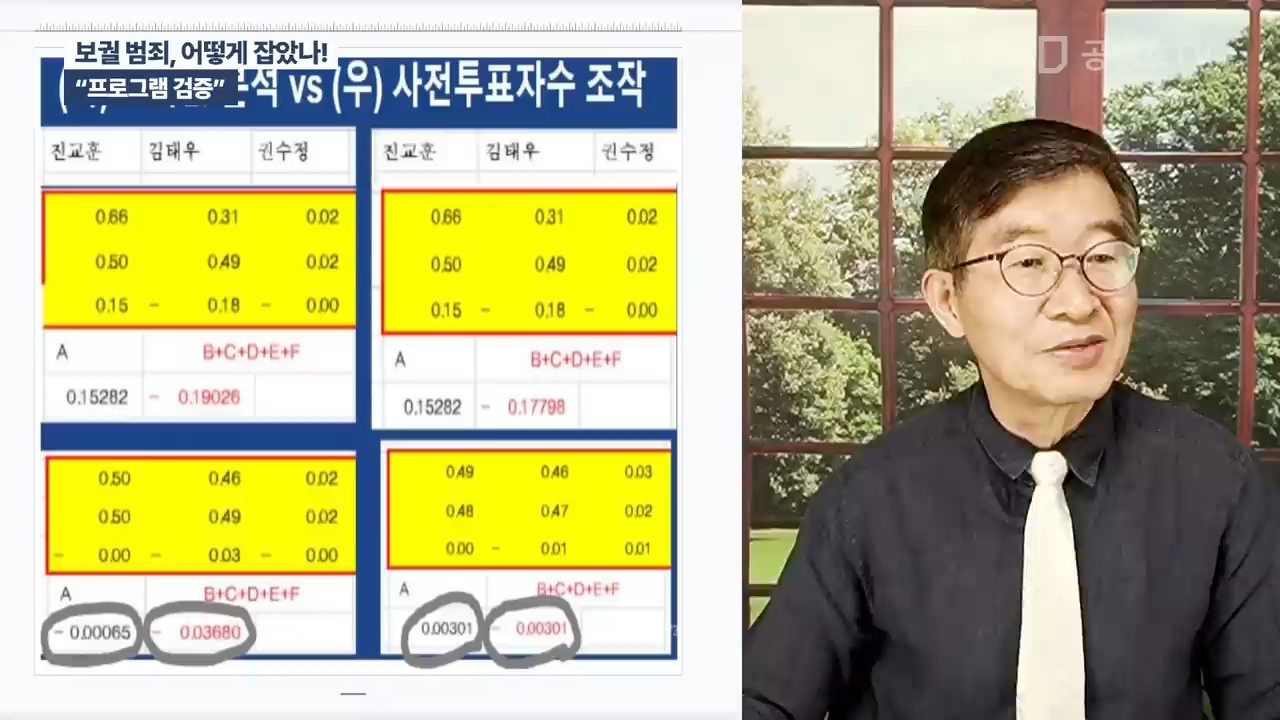 보궐 범죄, 어떻게 잡았나!
“프로그램 검증”
vs (우) 사전투표자수 조작
진교훈 김태우 권수정
0.66 0.31 0.02
0.50 0.49 0.02
0.15 - 0.18 - 0.00
A B+C+D+E+F
0.15282 - 0.19026
진교훈 김태우 권수정
0.66 0.31 0.02
0.50 0.49 0.02
0.15 - 0.18 - 0.00
A B+C+D+E+F
0.15282 - 0.17798
0.50 0.46 0.02
0.50 0.49 0.02
- 0.00 - 0.03 - 0.00
A B+C+D+E+F
- 0.00065 - 0.03680
0.49 0.46 0.03
0.48 0.47 0.02
0.00 - 0.01 0.01
A B+C+D+E+F
0.00301 - 0.00301